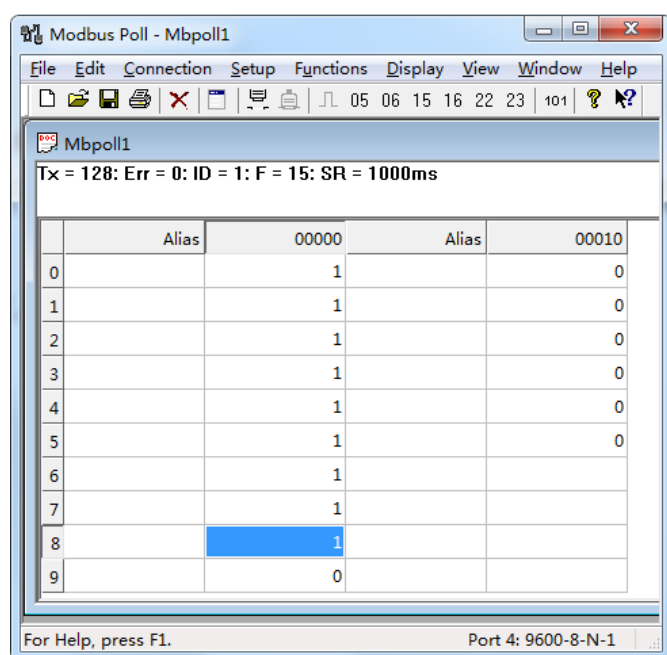 Modbus Poll - Mbpoll1
File Edit Connection Setup Functions Display View Window Help
05 06 15 16 22 23 101
DOC Mbpoll1
Tx = 128: Err = 0: ID = 1: F = 15: SR = 1000ms
Alias 00000 Alias 00010
0 1 0
1 1 0
2 1 0
3 1 0
4 1 0
5 1 0
6 1
7 1
8 1
9 0
For Help, press F1. Port 4: 9600-8-N-1